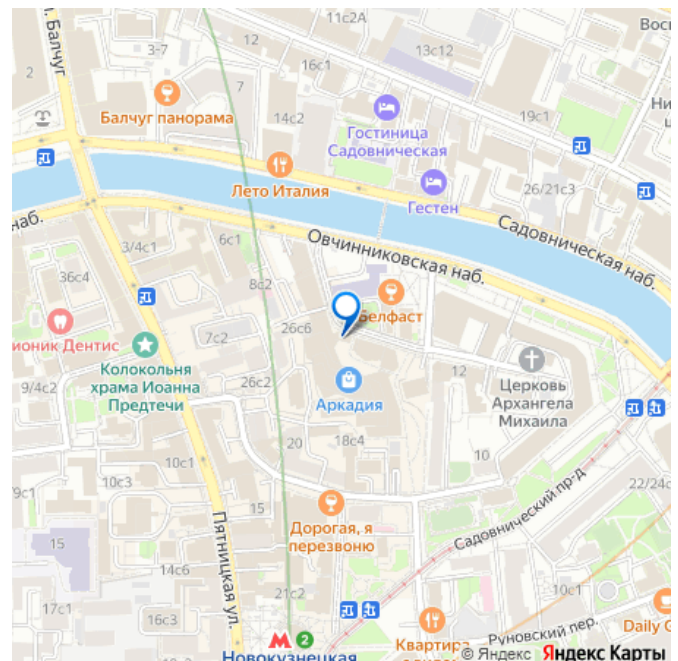 ул. Балчуг
11с2А
12
13с12
3-7
16с1
2
7
Балчуг панорама
14с2
19с1
Гостиница
Садовническая
Лето Италия
Гестен
26/21с3
наб.
3/4с1
6с1
Овчинниковская наб.
Садовническая наб.
36с4
8с2
Белфаст
26с6
7с2
ионик Дентис
Колокольня
храма Иоанна
Предтечи
9/4с2
26с2
12
Церковь
Архангела
Михаила
Аркадия
20
18с4
10с1
10
10с3
15
22/24с
Дорогая, я
перезвоню
Садовнический пр-д
Пятницкая ул.
15
14с6
21с2
10с1
17с1
16с3
2
Новокузнецкая
Квартира
Руновский пер.
Daily
© Яндекс Яндекс Карты